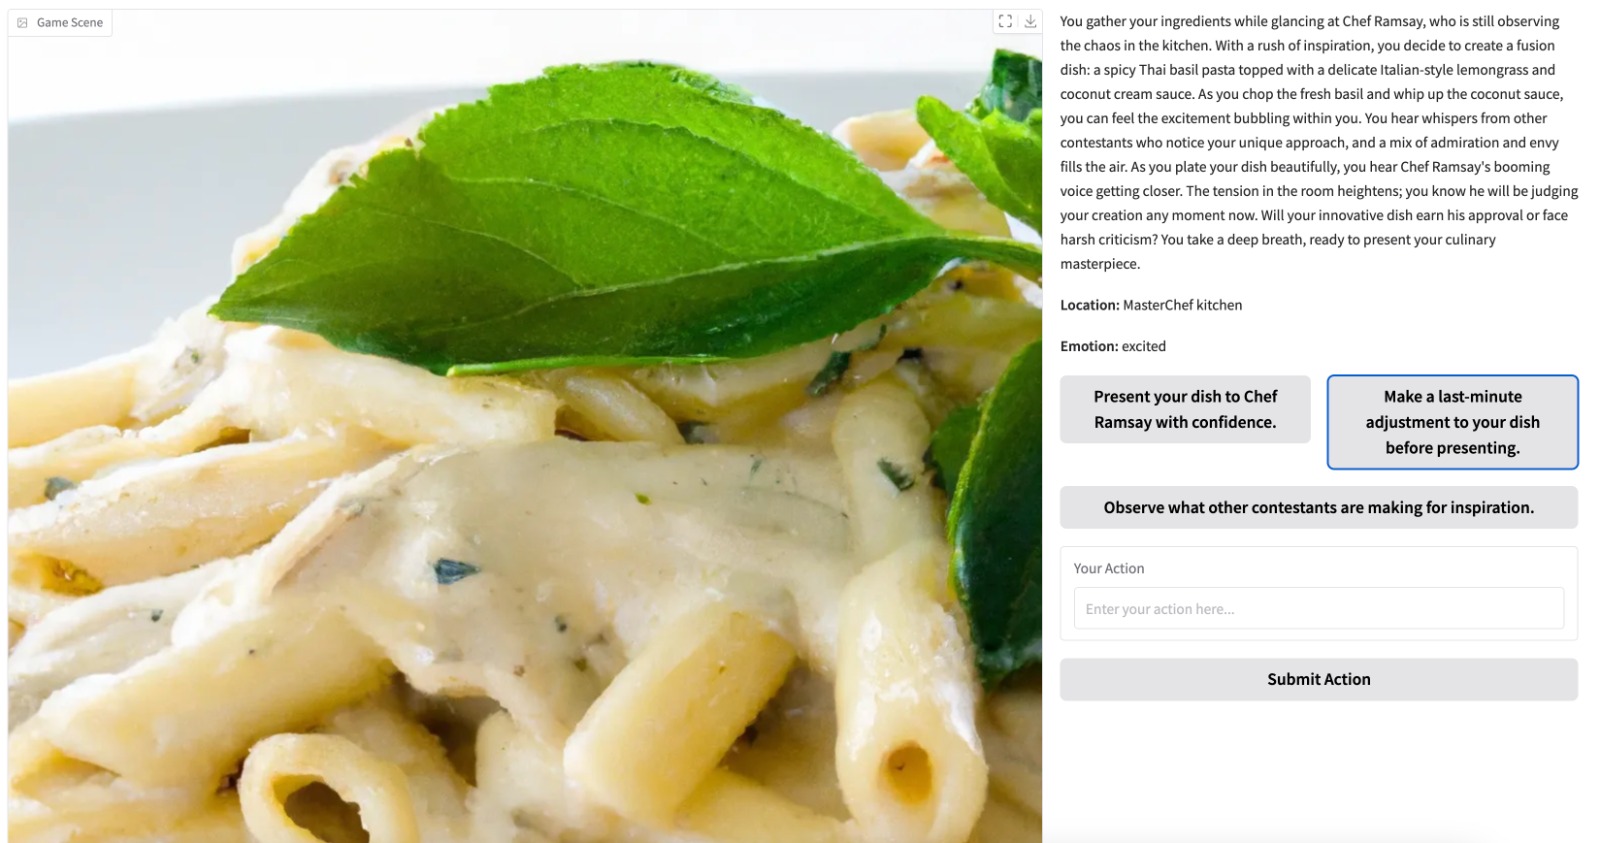 Game Scene
You gather your ingredients while glancing at Chef Ramsay, who is still observing
the chaos in the kitchen. With a rush of inspiration, you decide to create a fusion
dish: a spicy Thai basil pasta topped with a delicate Italian-style lemongrass and
coconut cream sauce. As you chop the fresh basil and whip up the coconut sauce,
you can feel the excitement bubbling within you. You hear whispers from other
contestants who notice your unique approach, and a mix of admiration and envy
fills the air. As you plate your dish beautifully, you hear Chef Ramsay's booming
voice getting closer. The tension in the room heightens; you know he will be judging
your creation any moment now. Will your innovative dish earn his approval or face
harsh criticism? You take a deep breath, ready to present your culinary
masterpiece.
Location: MasterChef kitchen
Emotion: excited
Present your dish to Chef
Ramsay with confidence.
Make a last-minute
adjustment to your dish
before presenting.
Observe what other contestants are making for inspiration.
Your Action
Enter your action here...
Submit Action